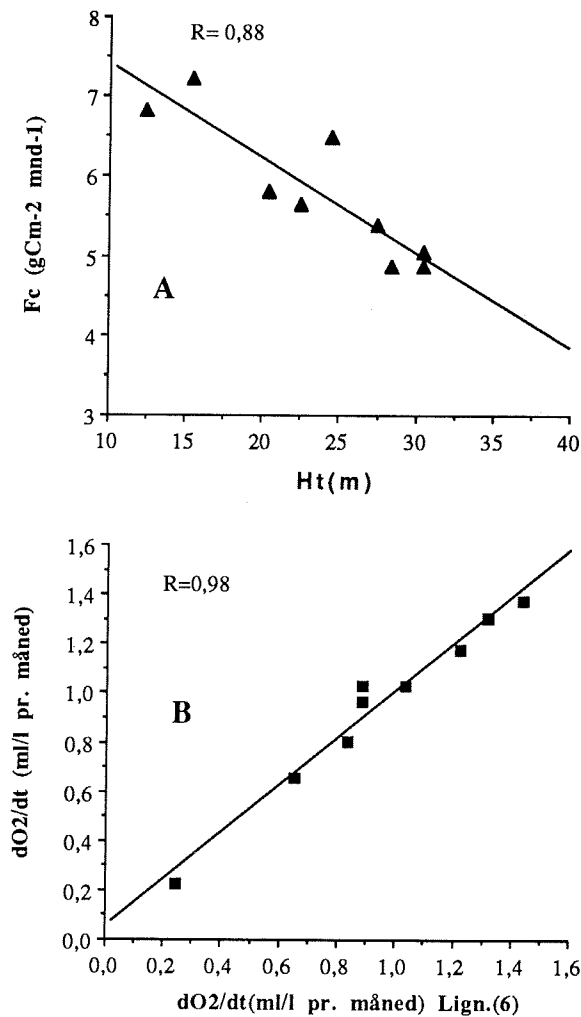 8
R= 0,88
7
6
5
4
3
A
Fc (gCm-2 mnd-1)
10 15 20 25 30 35 40
Ht(m)
1,6
R=0,98
1,4
1,2
1,0
B
0,8
0,6
0,4
0,2
0,0
dO2/dt (ml/l pr. måned)
0,0 0,2 0,4 0,6 0,8 1,0 1,2 1,4 1,6
dO2/dt(ml/l pr. måned) Lign.(6)